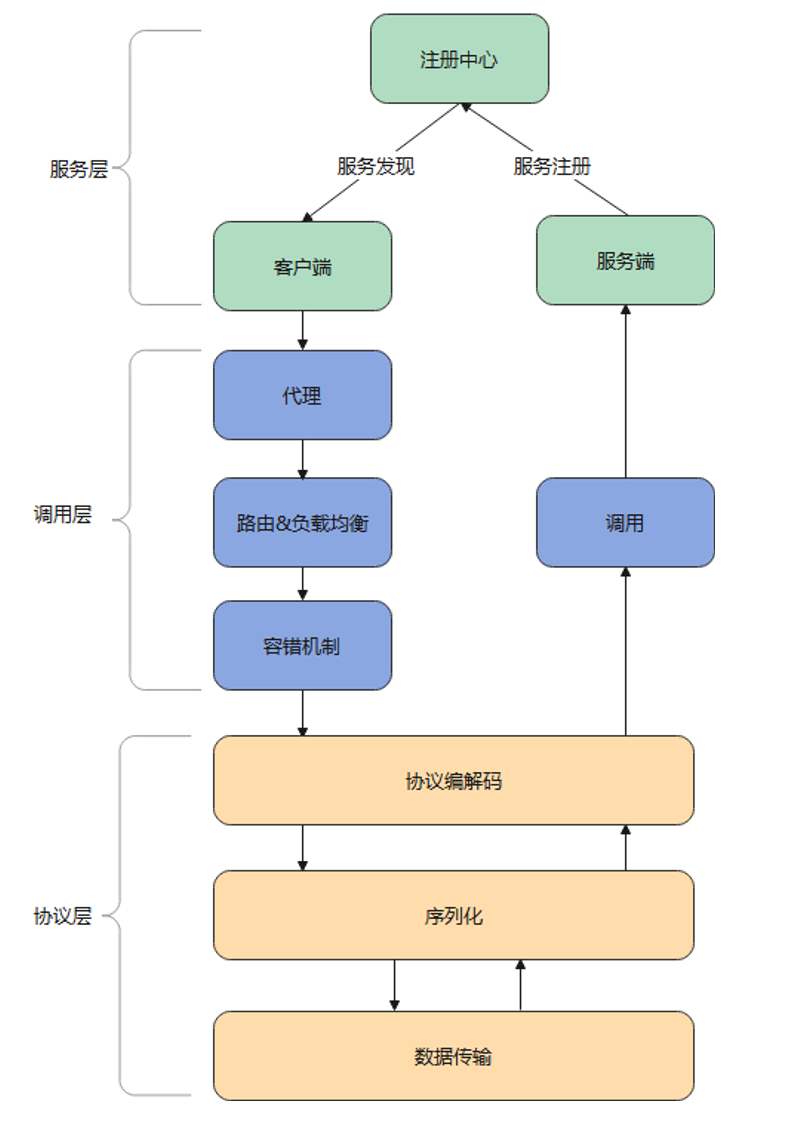 注册中心
服务层
服务发现
服务注册
客户端
服务端
代理
调用层
路由&负载均衡
调用
容错机制
协议编解码
协议层
序列化
数据传输